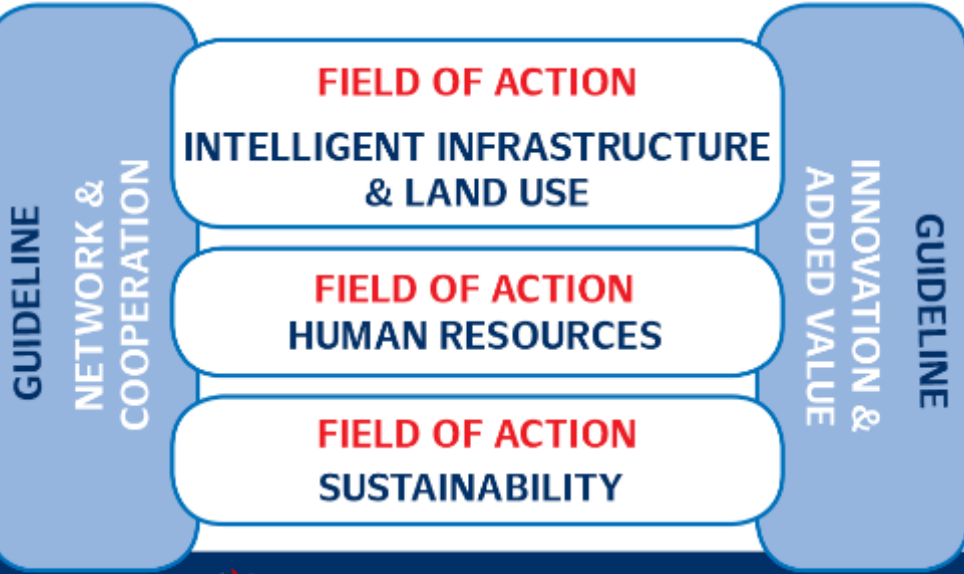 GUIDELINE
NETWORK &
COOPERATION
FIELD OF ACTION
INTELLIGENT INFRASTRUCTURE
& LAND USE
FIELD OF ACTION
HUMAN RESOURCES
FIELD OF ACTION
SUSTAINABILITY
INNOVATION &
ADDED VALUE
GUIDELINE